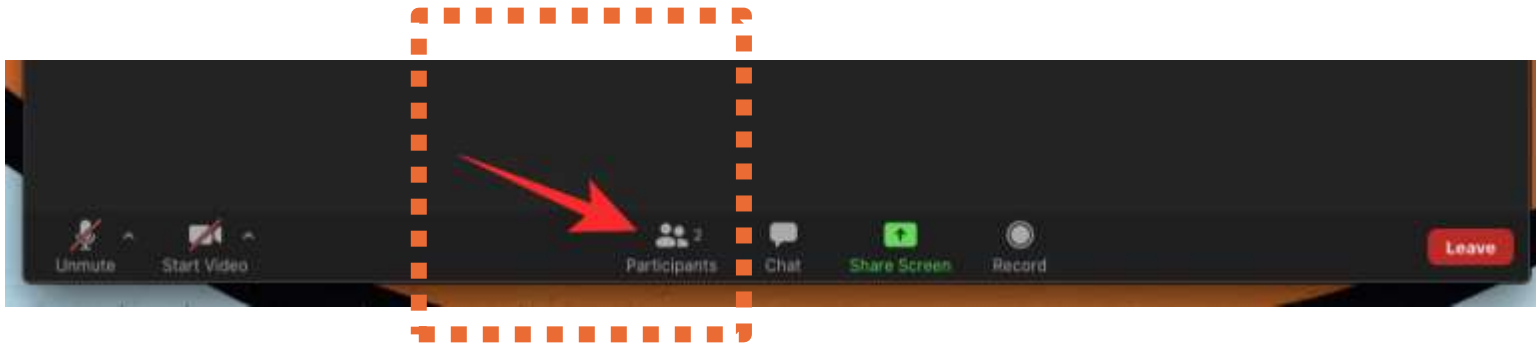 2
Unmute
Start Video
Participants
Chat
Share Screen
Record
Leave